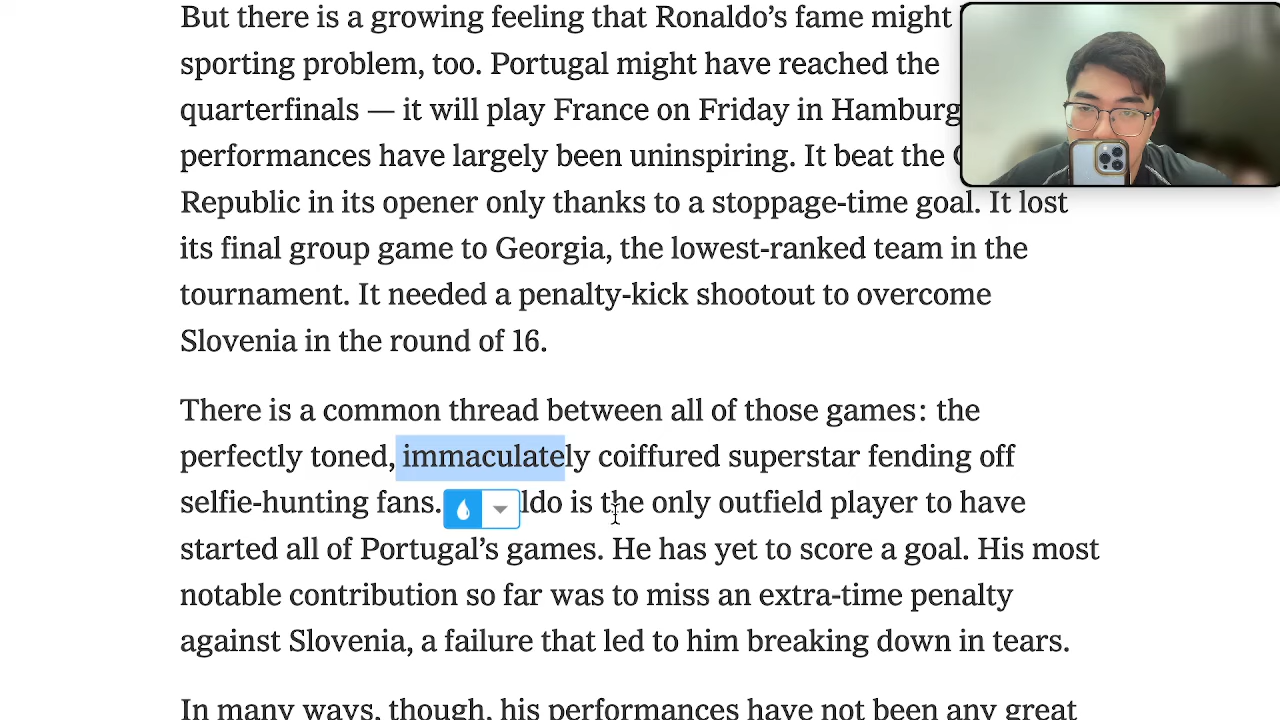 But there is a growing feeling that Ronaldo's fame might
sporting problem, too. Portugal might have reached the
quarterfinals — it will play France on Friday in Hamburg
performances have largely been uninspiring. It beat the
Republic in its opener only thanks to a stoppage-time goal. It lost
its final group game to Georgia, the lowest-ranked team in the
tournament. It needed a penalty-kick shootout to overcome
Slovenia in the round of 16.
There is a common thread between all of those games: the
perfectly toned, immaculately coiffured superstar fending off
selfie-hunting fans. ldo is the only outfield player to have
started all of Portugal's games. He has yet to score a goal. His most
notable contribution so far was to miss an extra-time penalty
against Slovenia, a failure that led to him breaking down in tears.
In many ways, though, his performances have not been any great